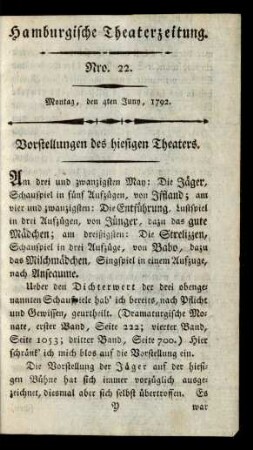 Hamburgische Theaterzeitung.
Nro. 22.
Montag, den 4ten Juny, 1792.
Vorstellungen des hiesigen Theaters.
Am drei und zwanzigsten May: Die Jäger,
Schauspiel in fünf Aufzügen, von Iffland; am
vier und zwanzigsten: Die Entführung, Lustspiel
in drei Aufzügen, von Jünger, dazu das gute
Mädchen; am dreißigsten: Die Strelizen,
Schauspiel in drei Aufzüge, von Babo, dazu
das Milchmädchen, Singspiel in einem Aufzuge,
nach Anseaume.
Ueber den Dichterwert der drei obenge-
nannten Schauspiele hab' ich bereits, nach Pflicht
und Gewissen, geurtheilt. (Dramaturgische Mo-
nate, erster Band, Seite 222; vierter Band,
Seite 1053; dritter Band, Seite 700.) Hier
schränk' ich mich blos auf die Vorstellung ein.
Die Vorstellung der Jäger auf der hiesi-
gen Bühne hat sich immer vorzüglich ausge-
zeichnet, diesmal aber sich selbst übertroffen. Es
P war